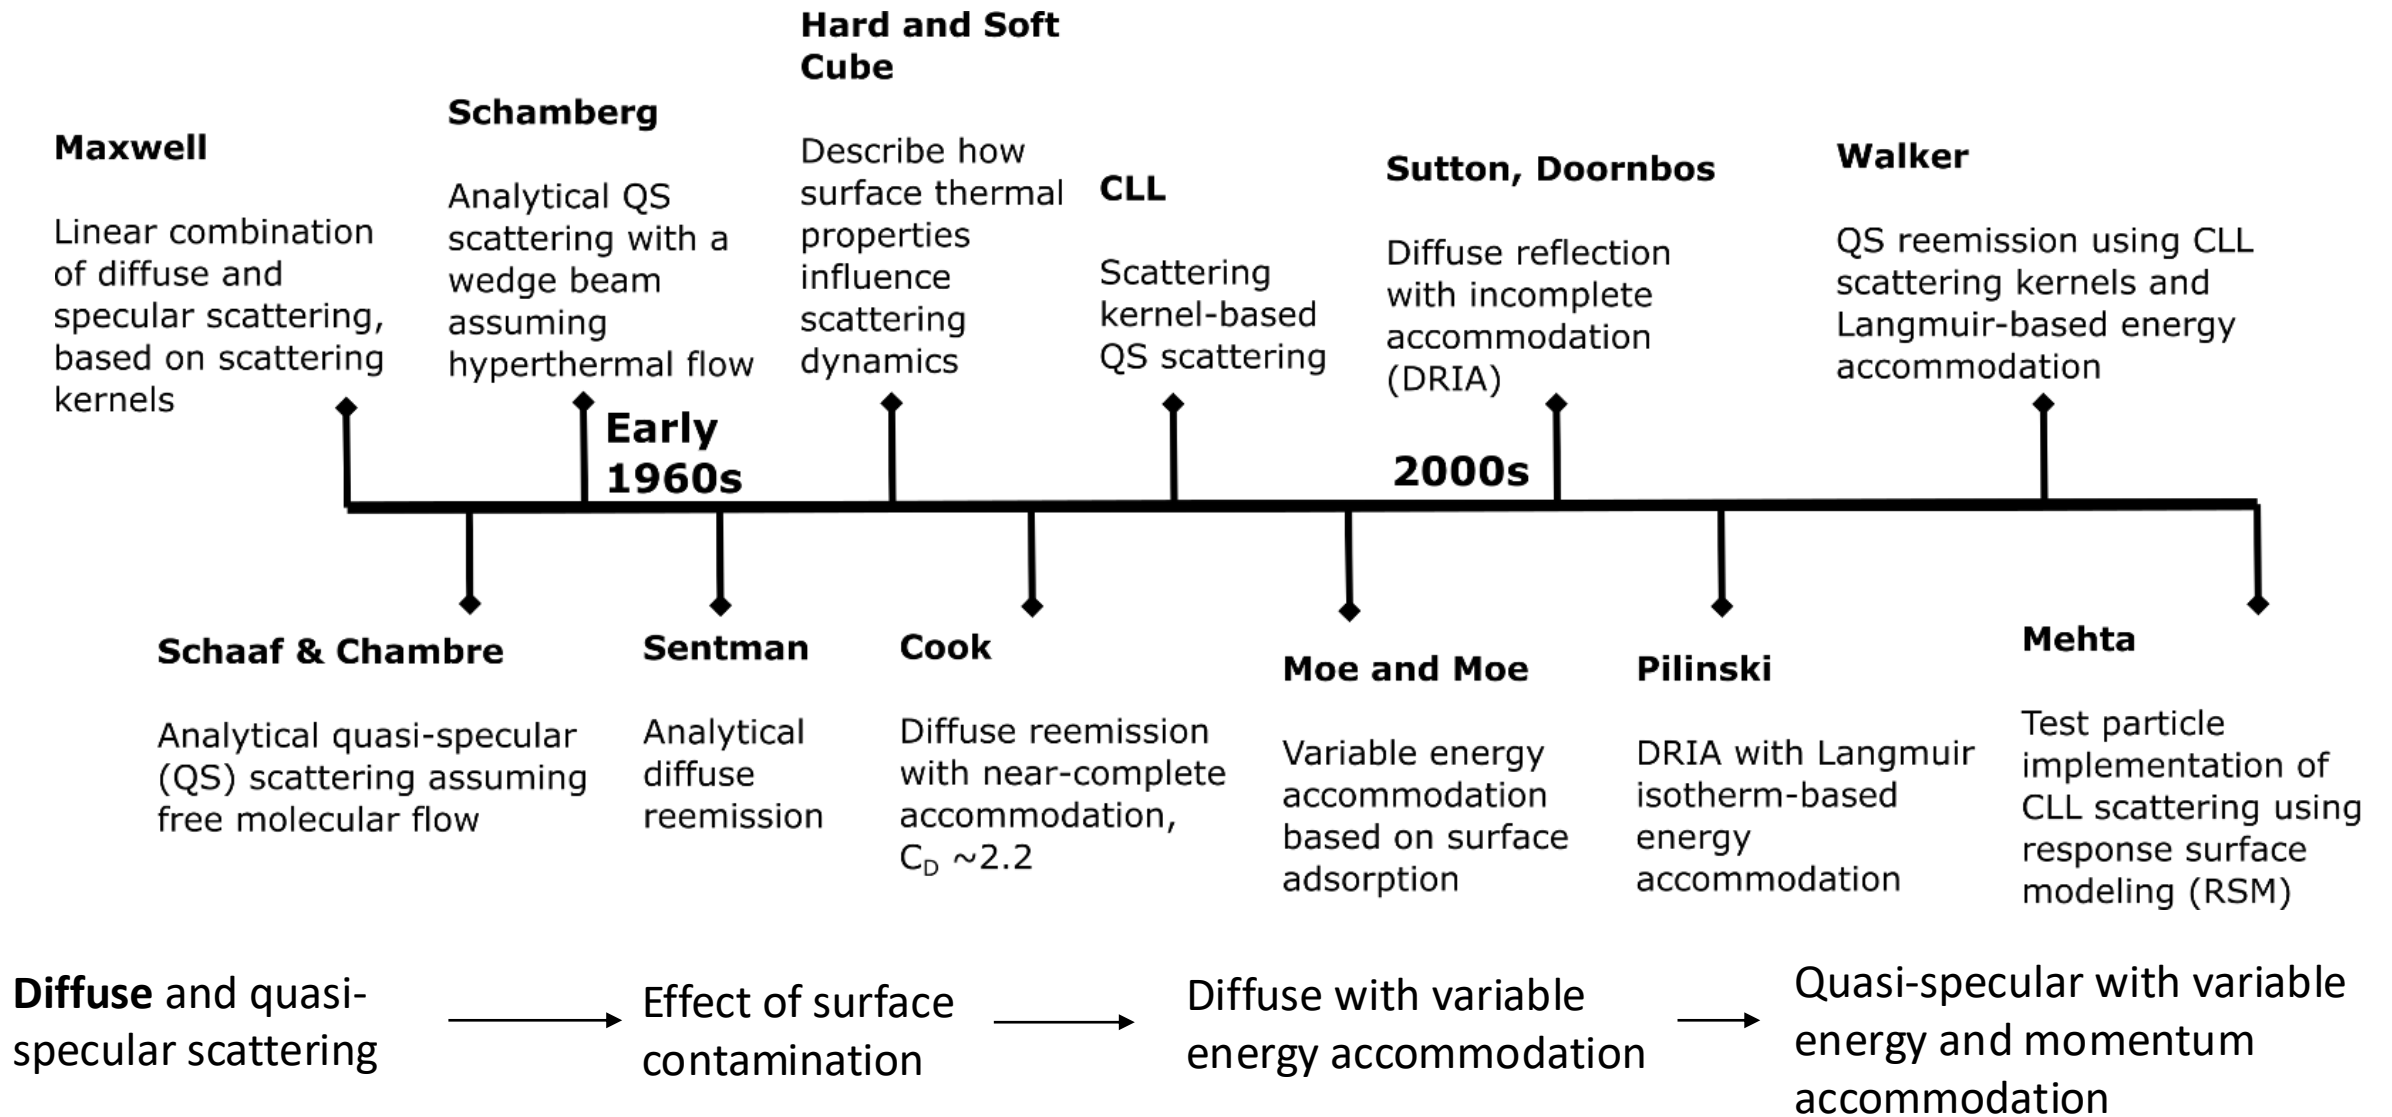 Maxwell
Linear combination
of diffuse and
specular scattering,
based on scattering
kernels
Schamberg
Analytical QS
scattering with a
wedge beam
assuming
hyperthermal flow
Hard and Soft
Cube
Describe how
surface thermal
properties
influence
scattering
dynamics
CLL
Scattering
kernel-based
QS scattering
Sutton, Doornbos
Diffuse reflection
with incomplete
accommodation
(DRIA)
Walker
QS reemission using CLL
scattering kernels and
Langmuir-based energy
accommodation
Early
1960s
2000s
Schaaf & Chambre
Analytical quasi-specular
(QS) scattering assuming
free molecular flow
Sentman
Analytical
diffuse
reemission
Cook
Diffuse reemission
with near-complete
accommodation,
C_D ~2.2
Moe and Moe
Variable energy
accommodation
based on surface
adsorption
Pilinski
DRIA with Langmuir
isotherm-based
energy
accommodation
Mehta
Test particle
implementation of
CLL scattering using
response surface
modeling (RSM)
Diffuse and quasi-
specular scattering
Effect of surface
contamination
Diffuse with variable
energy accommodation
Quasi-specular with variable
energy and momentum
accommodation